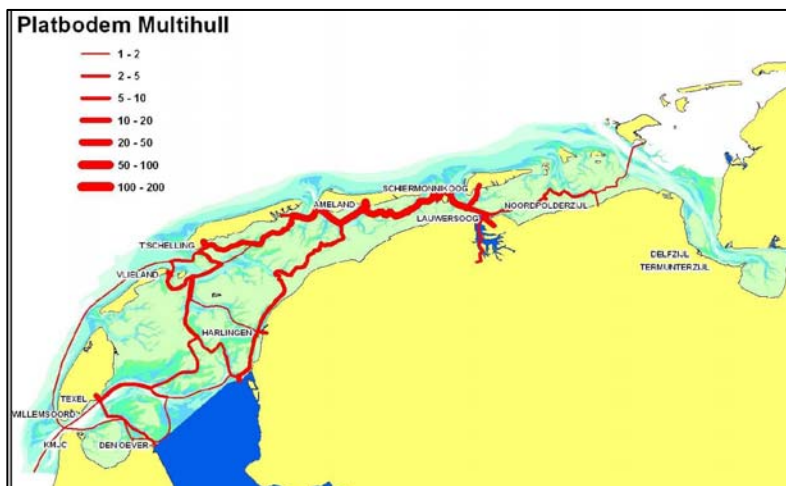 Platbodem Multihull
1 - 2
2 - 5
5 - 10
10 - 20
20 - 50
50 - 100
100 - 200
SCHIERMONNIKOOG
AMELAND
NOORDPOLDERZIJL
LAUWERSOOG
T'SCHELLING
DELFZIJL
TERMUNTERZIJL
VLIELAND
HARLINGEN
TEXEL
WILLEMSOORD
KMJC
DEN OEVER